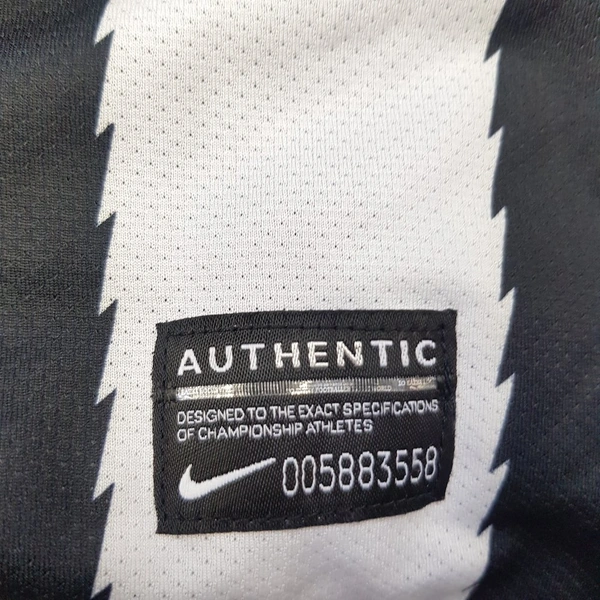 AUTHENTIC
DESIGNED TO THE EXACT SPECIFICATIONS
OF CHAMPIONSHIP ATHLETES
005883558